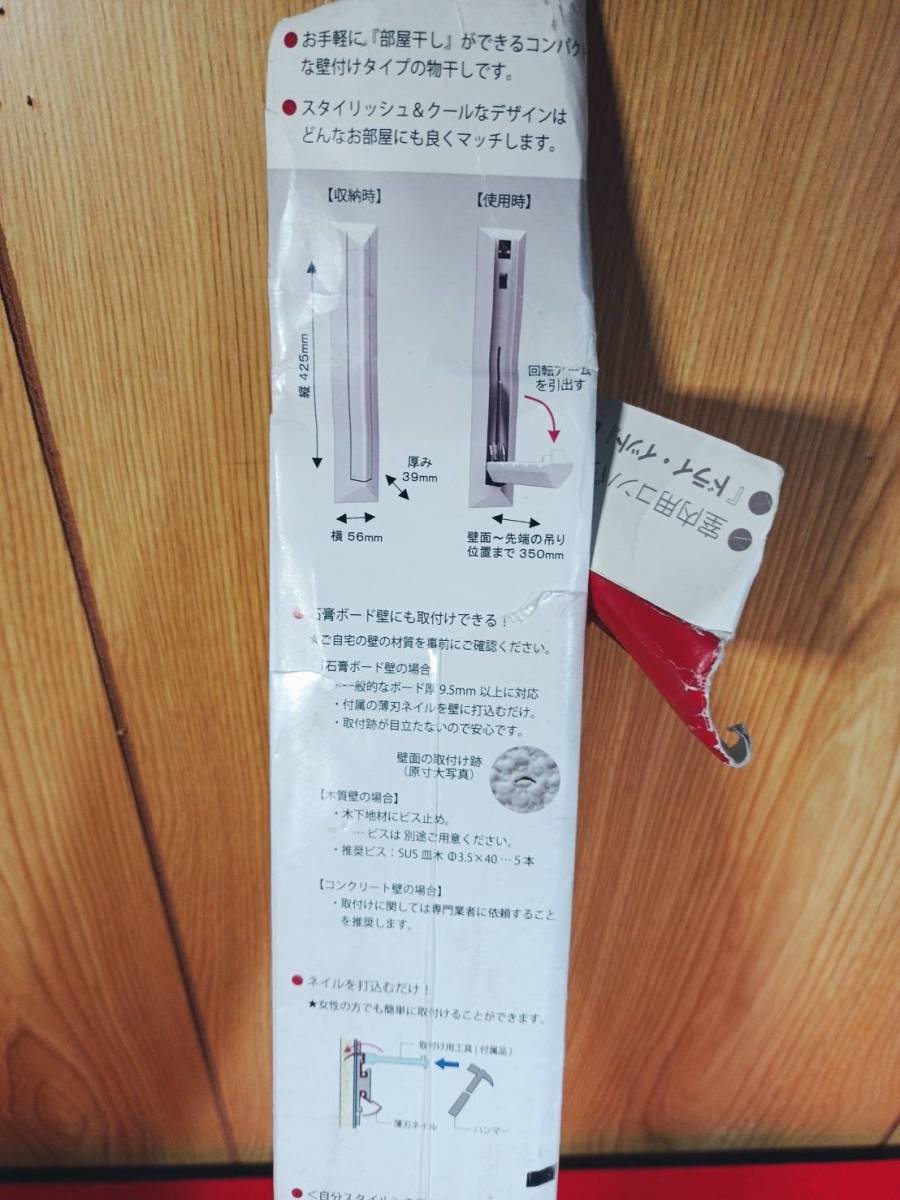 ●お手軽に『部屋干し』ができるコンパクト
な壁付けタイプの物干しです。
●スタイリッシュ＆クールなデザインは
どんなお部屋にも良くマッチします。
【収納時】
【使用時】
縦 425mm
厚み
39mm
横 56mm
回転アーム
を引出す
壁面～先端の吊り
位置まで 350mm
●石膏ボード壁にも取付けできる！
★ご自宅の壁の材質を事前にご確認ください。
石膏ボード壁の場合
一般的なボード厚 9.5mm 以上に対応
・付属の薄刃ネイルを壁に打込むだけ。
・取付跡が目立たないので安心です。
壁面の取付け跡
（原寸大写真）
【木質壁の場合】
・木下地材にビス止め。
…ビスは別途ご用意ください。
・推奨ビス：SUS 皿木 Φ3.5×40 … 5 本
【コンクリート壁の場合】
・取付けに関しては専門業者に依頼すること
を推奨します。
●ネイルを打込むだけ！
★女性の方でも簡単に取付けることができます。
取付け用工具（付属品）
薄刃ネイル
ハンマー
●＜自分スタイル
●室内用コンパ
●『ドライ・イット